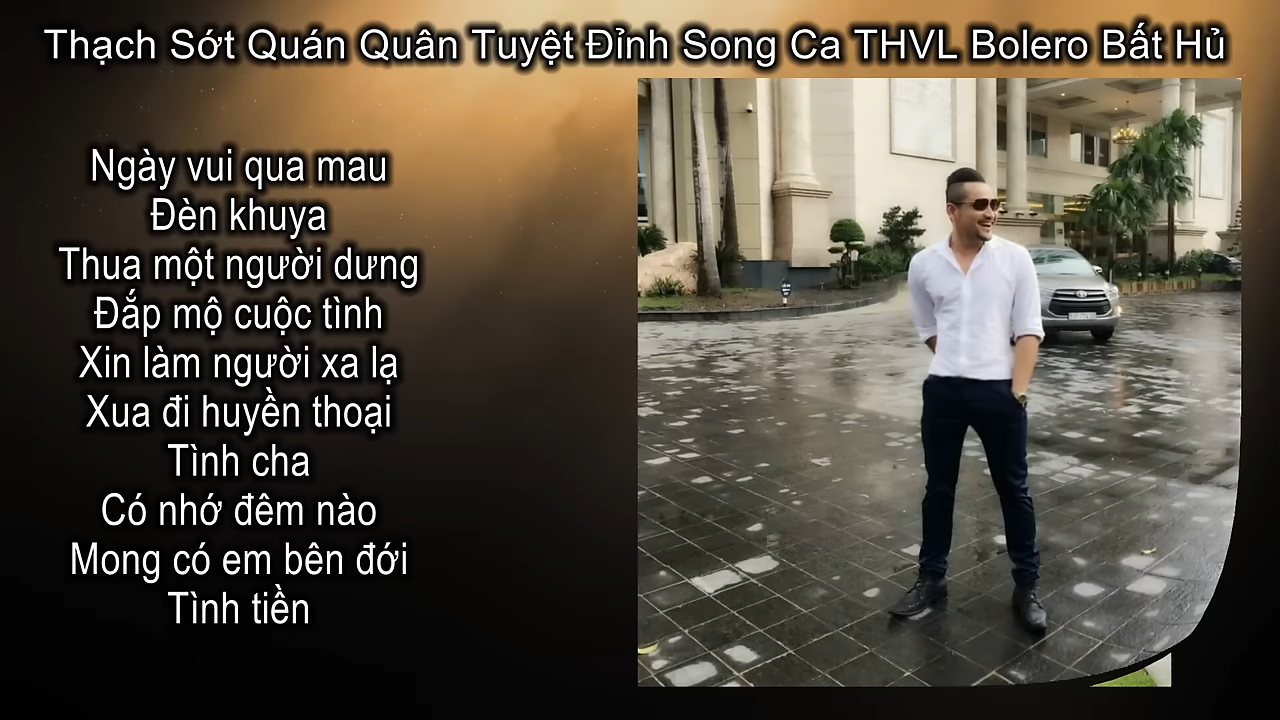 Thạch Sớt Quán Quân Tuyệt Đỉnh Song Ca THVL Bolero Bất Hủ
Ngày vui qua mau
Đèn khuya
Thua một người dưng
Đắp mộ cuộc tình
Xin làm người xa lạ
Xua đi huyền thoại
Tình cha
Có nhớ đêm nào
Mong có em bên đới
Tình tiền